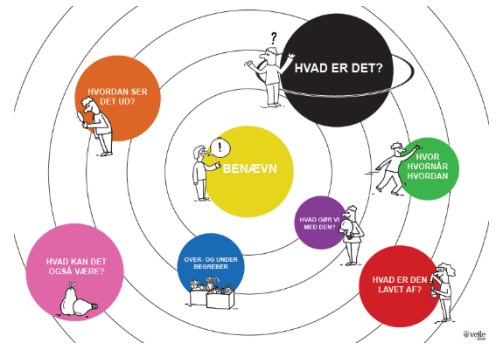 ?
HVAD ER DET?
HVORDAN SER
DET UD?
!
BENÆVN
HVOR
HVORNÅR
HVORDAN
HVAD GØR VI
MED DEN?
HVAD KAN DET
OGSÅ VÆRE?
OVER- OG UNDER
BEGREBER
HVAD ER DEN
LAVET AF?
vejle